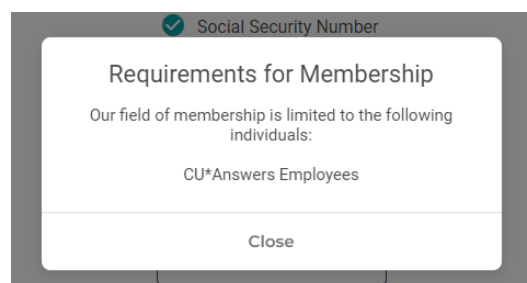 Social Security Number
Requirements for Membership
Our field of membership is limited to the following
individuals:
CU*Answers Employees
Close